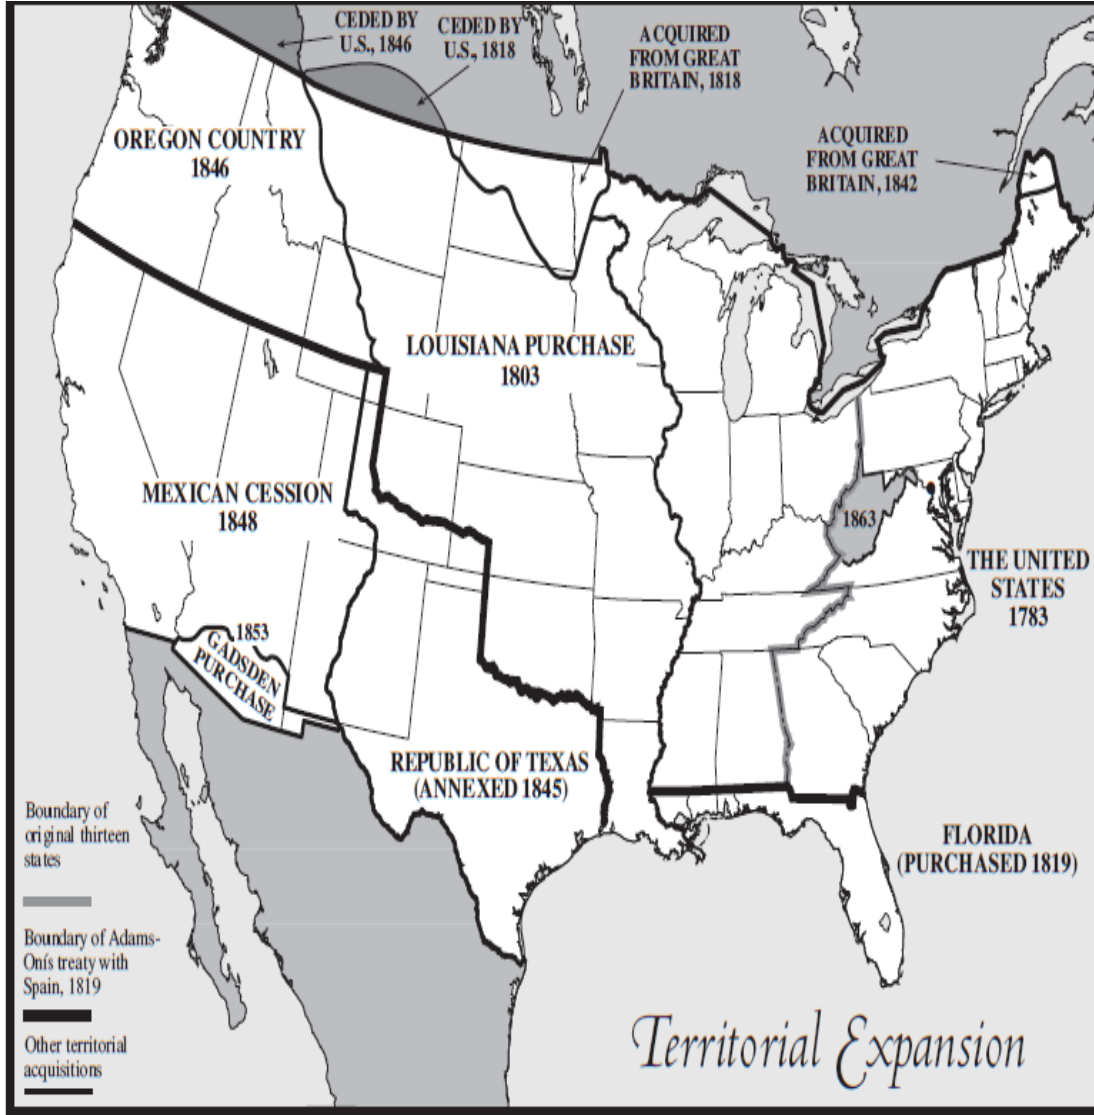 CEDED BY
U.S., 1846
CEDED BY
U.S., 1818
ACQUIRED
FROM GREAT
BRITAIN, 1818
ACQUIRED
FROM GREAT
BRITAIN, 1842
OREGON COUNTRY
1846
LOUISIANA PURCHASE
1803
MEXICAN CESSION
1848
1863
THE UNITED
STATES
1783
1853
GADSDEN
PURCHASE
REPUBLIC OF TEXAS
(ANNEXED 1845)
FLORIDA
(PURCHASED 1819)
Boundary of
original thirteen
states
Boundary of Adams-
Onís treaty with
Spain, 1819
Other territorial
acquisitions
Territorial Expansion